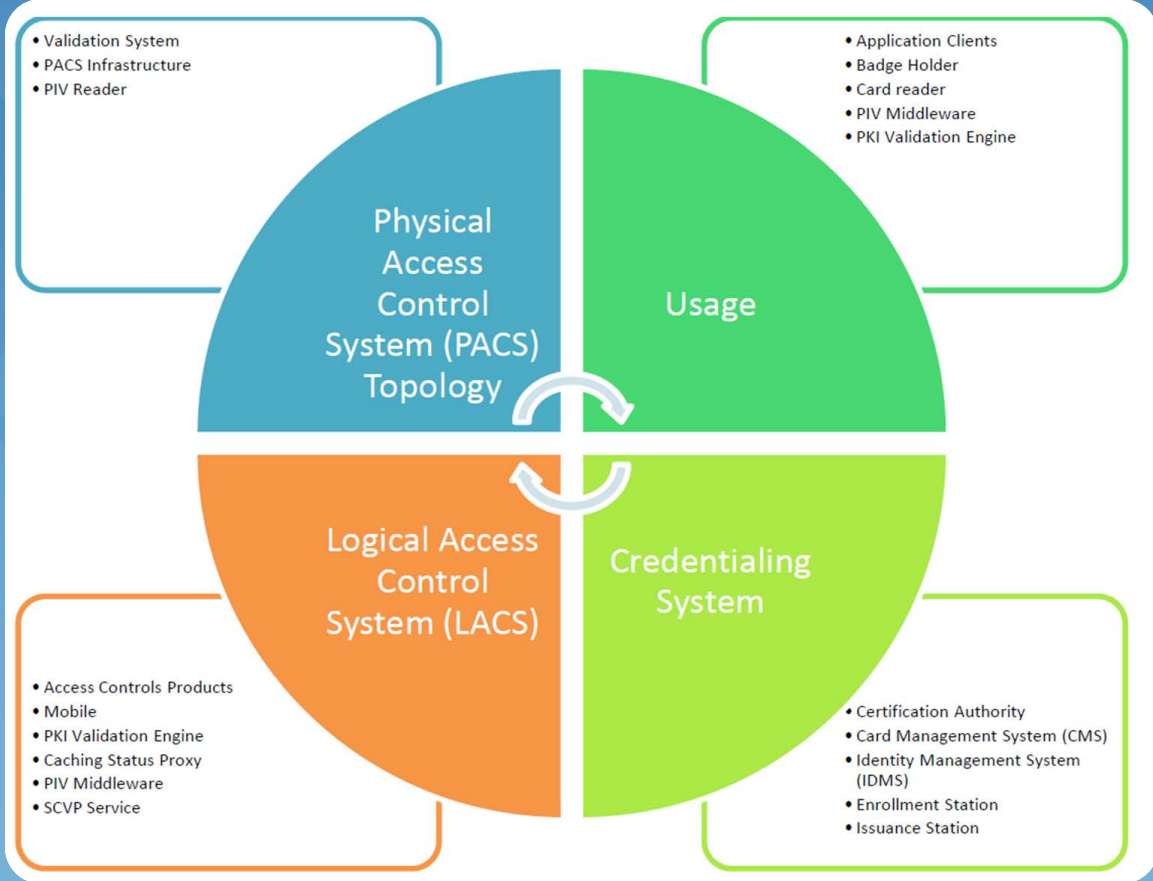 • Validation System
• PACS Infrastructure
• PIV Reader
• Application Clients
• Badge Holder
• Card reader
• PIV Middleware
• PKI Validation Engine
Physical
Access
Control
System (PACS)
Topology
Usage
Logical Access
Control
System (LACS)
Credentialing
System
• Access Controls Products
• Mobile
• PKI Validation Engine
• Caching Status Proxy
• PIV Middleware
• SCVP Service
• Certification Authority
• Card Management System (CMS)
• Identity Management System
(IDMS)
• Enrollment Station
• Issuance Station